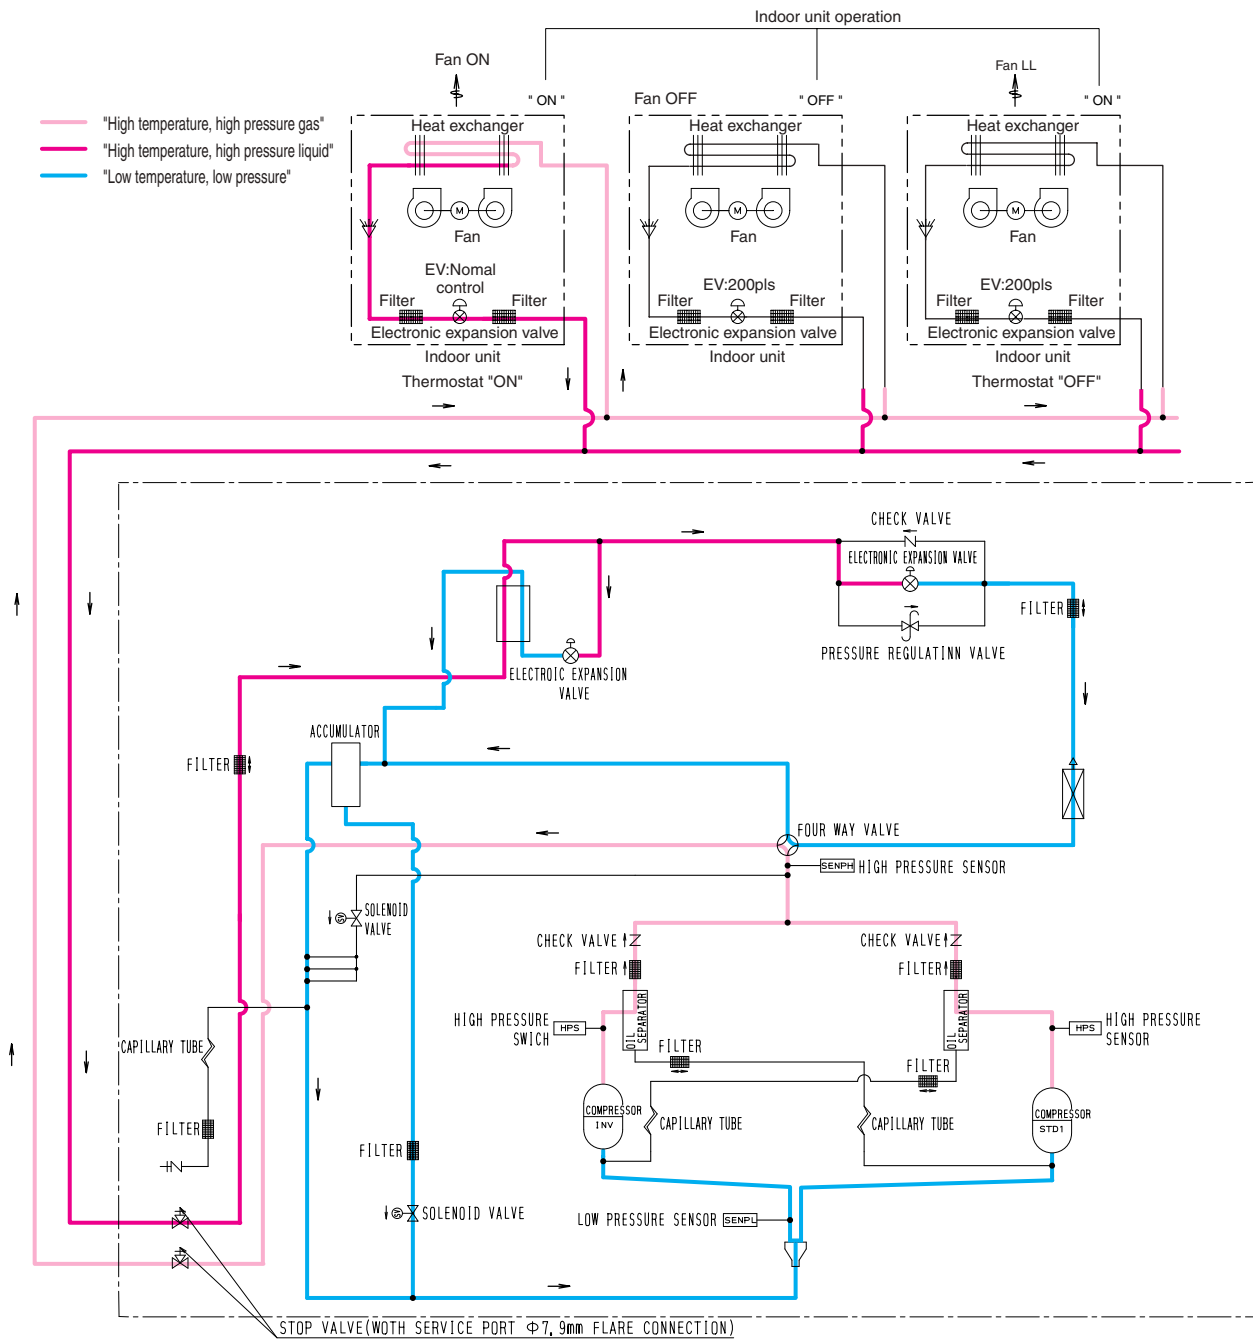 Indoor unit operation
Fan ON
Fan LL
" ON "
Fan OFF
" OFF "
" ON "
"High temperature, high pressure gas"
"High temperature, high pressure liquid"
"Low temperature, low pressure"
Heat exchanger
Heat exchanger
Heat exchanger
M
M
M
Fan
Fan
Fan
EV:Nomal
control
EV:200pls
EV:200pls
Filter
Filter
Filter
Filter
Filter
Filter
Electronic expansion valve
Electronic expansion valve
Electronic expansion valve
Indoor unit
Indoor unit
Indoor unit
Thermostat "ON"
Thermostat "OFF"
CHECK VALVE
ELECTRONIC EXPANSION VALVE
FILTER
PRESSURE REGULATINN VALVE
ELECTROIC EXPANSION
VALVE
ACCUMULATOR
FILTER
FOUR WAY VALVE
SENPH
HIGH PRESSURE SENSOR
SV
SOLENOID
VALVE
CHECK VALVE
CHECK VALVE
FILTER
FILTER
OIL
SEPARATOR
OIL
SEPARATOR
HIGH PRESSURE
SWICH
HPS
HPS
HIGH PRESSURE
SENSOR
CAPILLARY TUBE
FILTER
FILTER
COMPRESSOR
INV
CAPILLARY TUBE
CAPILLARY TUBE
COMPRESSOR
STD1
FILTER
FILTER
SV
SOLENOID VALVE
LOW PRESSURE SENSOR
SENPL
STOP VALVE(WOTH SERVICE PORT Φ7,9mm FLARE CONNECTION)